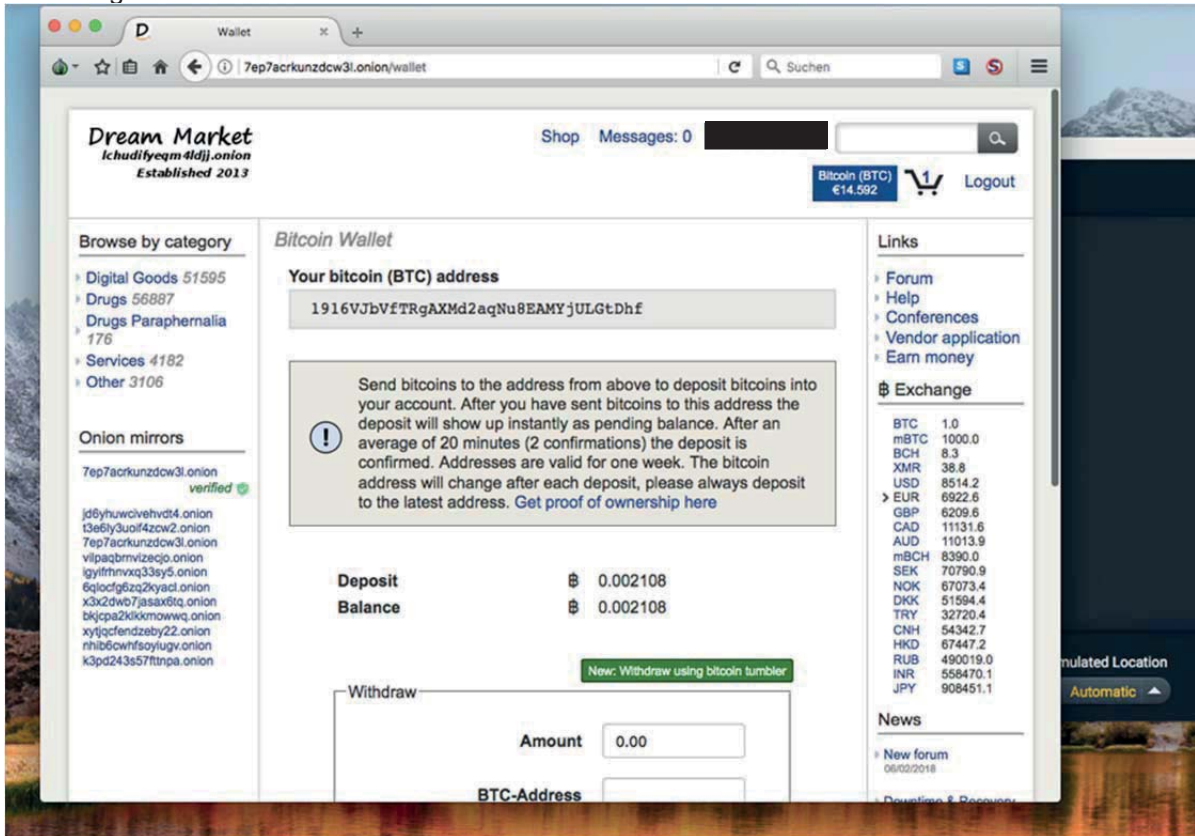 D
Wallet
7ep7acrkunzdcw3l.onion/wallet
Suchen
S
S
Dream Market
lchudifyeqm4ldjj.onion
Established 2013
Shop Messages: 0
Bitcoin (BTC)
€14.592
1
Logout
Browse by category
Digital Goods 51595
Drugs 56887
Drugs Paraphernalia
176
Services 4182
Other 3106
Onion mirrors
7ep7acrkunzdcw3l.onion
verified
jd6yhuwcivehvdt4.onion
t3e6ly3uoif4zcw2.onion
7ep7acrkunzdcw3l.onion
vilpaqbrnvizecjo.onion
igyifrhnvxq33sy5.onion
6qlocfg6zq2kyacl.onion
x3x2dwb7jasax6tq.onion
bkjcpa2klkkmowwq.onion
xytjqcfendzeby22.onion
nhib6cwhfsoyiugv.onion
k3pd243s57fttnpa.onion
Bitcoin Wallet
Your bitcoin (BTC) address
1916VJbVfTRgAXMd2aqNu8EAMYjULGtDhf
Send bitcoins to the address from above to deposit bitcoins into
your account. After you have sent bitcoins to this address the
deposit will show up instantly as pending balance. After an
average of 20 minutes (2 confirmations) the deposit is
confirmed. Addresses are valid for one week. The bitcoin
address will change after each deposit, please always deposit
to the latest address. Get proof of ownership here
Deposit ฿ 0.002108
Balance ฿ 0.002108
New: Withdraw using bitcoin tumbler
Withdraw
Amount 0.00
BTC-Address
Links
Forum
Help
Conferences
Vendor application
Earn money
฿ Exchange
BTC 1.0
mBTC 1000.0
BCH 8.3
XMR 38.8
USD 8514.2
EUR 6922.6
GBP 6209.6
CAD 11131.6
AUD 11013.9
mBCH 8390.0
SEK 70790.9
NOK 67073.4
DKK 51594.4
TRY 32720.4
CNH 54342.7
HKD 67447.2
RUB 490019.0
INR 558470.1
JPY 908451.1
News
New forum
06/02/2018
Downtime & Recovery
mulated Location
Automatic